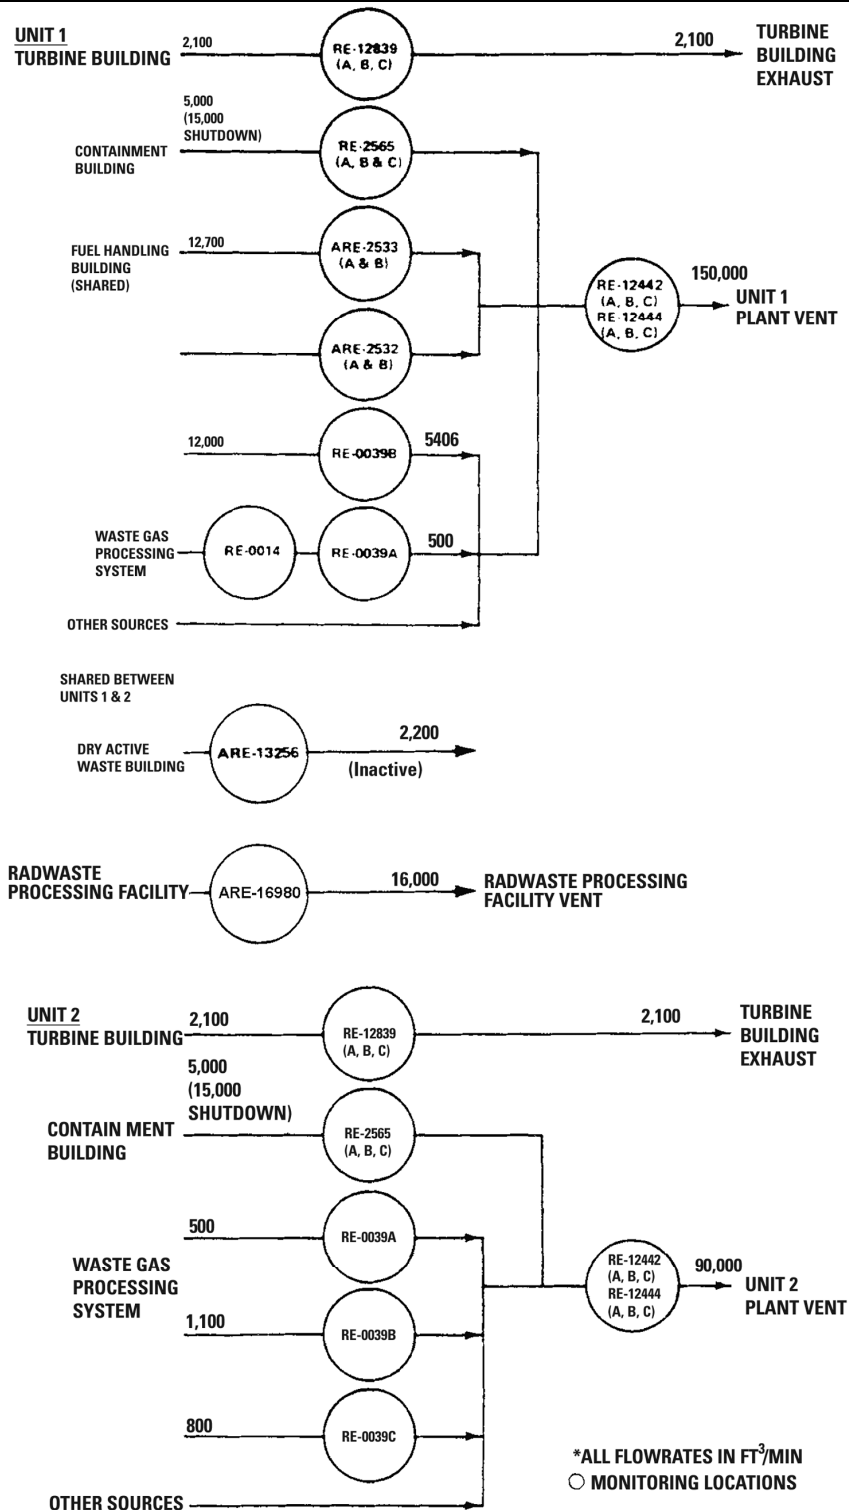 UNIT 1
TURBINE BUILDING
2,100
RE-12839
(A, B, C)
2,100
TURBINE
BUILDING
EXHAUST
5,000
(15,000
SHUTDOWN)
CONTAINMENT
BUILDING
RE-2565
(A, B & C)
FUEL HANDLING
BUILDING
(SHARED)
12,700
ARE-2533
(A & B)
RE-12442
(A, B, C)
RE-12444
(A, B, C)
150,000
UNIT 1
PLANT VENT
ARE-2532
(A & B)
12,000
RE-0039B
5406
WASTE GAS
PROCESSING
SYSTEM
RE-0014
RE-0039A
500
OTHER SOURCES
SHARED BETWEEN
UNITS 1 & 2
DRY ACTIVE
WASTE BUILDING
ARE-13256
2,200
(Inactive)
RADWASTE
PROCESSING FACILITY
ARE-16980
16,000
RADWASTE PROCESSING
FACILITY VENT
UNIT 2
TURBINE BUILDING
2,100
RE-12839
(A, B, C)
2,100
TURBINE
BUILDING
EXHAUST
5,000
(15,000
SHUTDOWN)
CONTAIN MENT
BUILDING
RE-2565
(A, B, C)
500
RE-0039A
WASTE GAS
PROCESSING
SYSTEM
RE-12442
(A, B, C)
RE-12444
(A, B, C)
90,000
UNIT 2
PLANT VENT
1,100
RE-0039B
800
RE-0039C
OTHER SOURCES
*ALL FLOWRATES IN FT³/MIN
MONITORING LOCATIONS